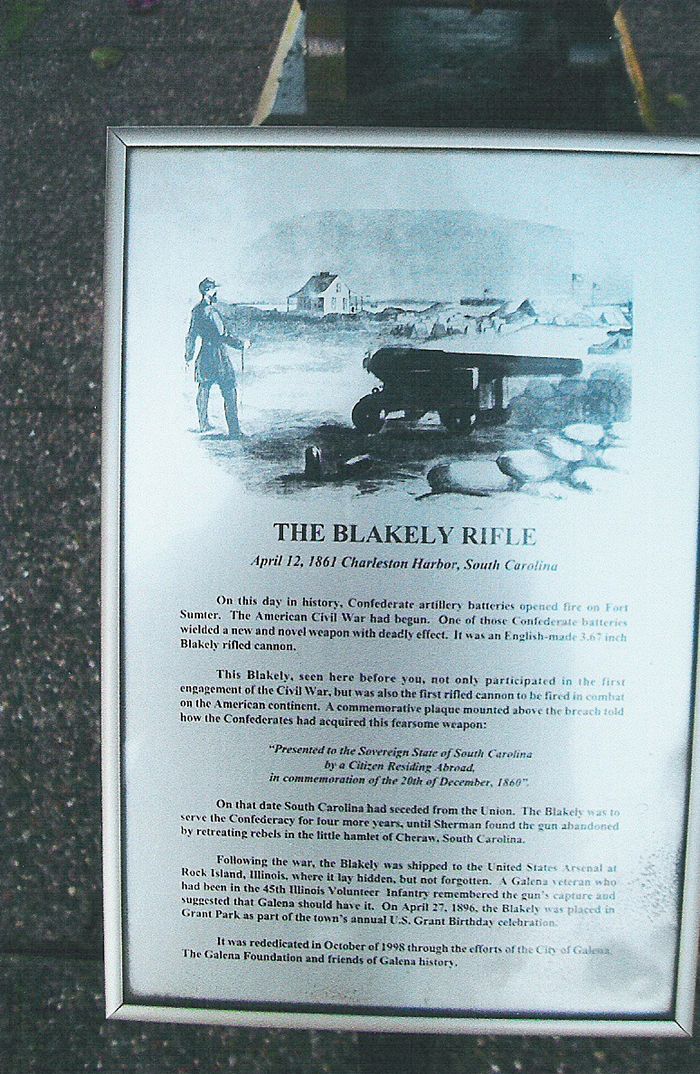 THE BLAKELY RIFLE
April 12, 1861 Charleston Harbor, South Carolina
On this day in history, Confederate artillery batteries opened fire on Fort
Sumter. The American Civil War had begun. One of those Confederate batteries
wielded a new and novel weapon with deadly effect. It was an English-made 3.67 inch
Blakely rifled cannon.
This Blakely, seen here before you, not only participated in the first
engagement of the Civil War, but was also the first rifled cannon to be fired in combat
on the American continent. A commemorative plaque mounted above the breach told
how the Confederates had acquired this fearsome weapon:
"Presented to the Sovereign State of South Carolina
by a Citizen Residing Abroad,
in commemoration of the 20th of December, 1860".
On that date South Carolina had seceded from the Union. The Blakely was to
serve the Confederacy for four more years, until Sherman found the gun abandoned
by retreating rebels in the little hamlet of Cheraw, South Carolina.
Following the war, the Blakely was shipped to the United States Arsenal at
Rock Island, Illinois, where it lay hidden, but not forgotten. A Galena veteran who
had been in the 45th Illinois Volunteer Infantry remembered the gun's capture and
suggested that Galena should have it. On April 27, 1896, the Blakely was placed in
Grant Park as part of the town's annual U.S. Grant Birthday celebration.
It was rededicated in October of 1998 through the efforts of the City of Galena,
The Galena Foundation and friends of Galena history.